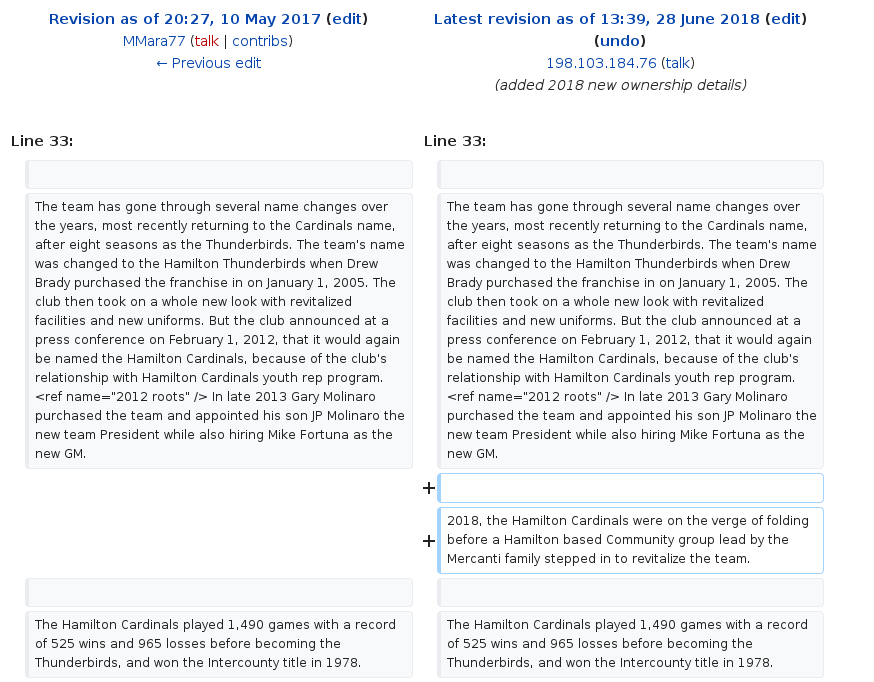 Revision as of 20:27, 10 May 2017 (edit)
MMara77 (talk | contribs)
← Previous edit
Latest revision as of 13:39, 28 June 2018 (edit)
(undo)
198.103.184.76 (talk)
(added 2018 new ownership details)
Line 33:
Line 33:
The team has gone through several name changes over
the years, most recently returning to the Cardinals name,
after eight seasons as the Thunderbirds. The team's name
was changed to the Hamilton Thunderbirds when Drew
Brady purchased the franchise in on January 1, 2005. The
club then took on a whole new look with revitalized
facilities and new uniforms. But the club announced at a
press conference on February 1, 2012, that it would again
be named the Hamilton Cardinals, because of the club's
relationship with Hamilton Cardinals youth rep program.
<ref name="2012 roots" /> In late 2013 Gary Molinaro
purchased the team and appointed his son JP Molinaro the
new team President while also hiring Mike Fortuna as the
new GM.
The team has gone through several name changes over
the years, most recently returning to the Cardinals name,
after eight seasons as the Thunderbirds. The team's name
was changed to the Hamilton Thunderbirds when Drew
Brady purchased the franchise in on January 1, 2005. The
club then took on a whole new look with revitalized
facilities and new uniforms. But the club announced at a
press conference on February 1, 2012, that it would again
be named the Hamilton Cardinals, because of the club's
relationship with Hamilton Cardinals youth rep program.
<ref name="2012 roots" /> In late 2013 Gary Molinaro
purchased the team and appointed his son JP Molinaro the
new team President while also hiring Mike Fortuna as the
new GM.
+
+
2018, the Hamilton Cardinals were on the verge of folding
before a Hamilton based Community group lead by the
Mercanti family stepped in to revitalize the team.
The Hamilton Cardinals played 1,490 games with a record
of 525 wins and 965 losses before becoming the
Thunderbirds, and won the Intercounty title in 1978.
The Hamilton Cardinals played 1,490 games with a record
of 525 wins and 965 losses before becoming the
Thunderbirds, and won the Intercounty title in 1978.